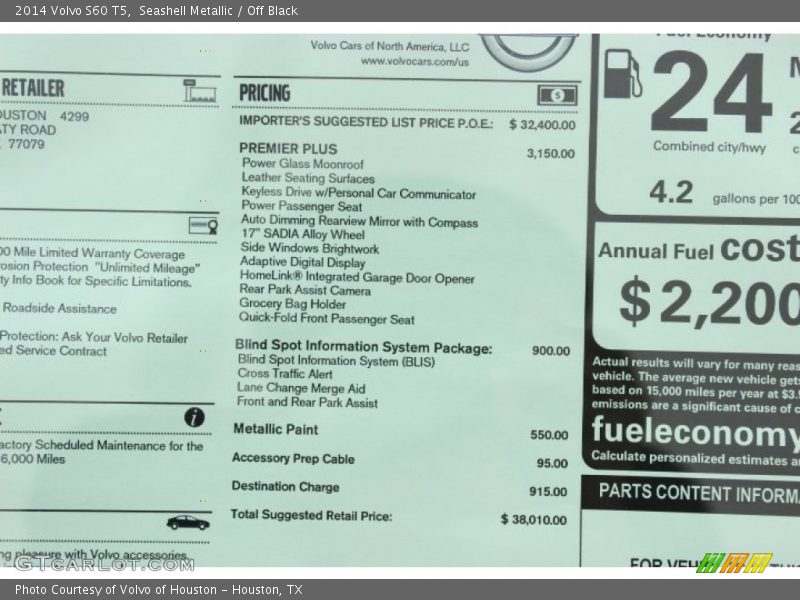 2014 Volvo S60 T5, Seashell Metallic / Off Black
Volvo Cars of North America, LLC
www.volvocars.com/us
RETAILER
OUSTON 4299
ATY ROAD
77079
00 Mile Limited Warranty Coverage
rosion Protection "Unlimited Mileage"
ty Info Book for Specific Limitations.
Roadside Assistance
Protection: Ask Your Volvo Retailer
ed Service Contract
actory Scheduled Maintenance for the
6,000 Miles
ng pleasure with Volvo accessories.
PRICING
IMPORTER'S SUGGESTED LIST PRICE P.O.E.: $ 32,400.00
PREMIER PLUS 3,150.00
Power Glass Moonroof
Leather Seating Surfaces
Keyless Drive w/Personal Car Communicator
Power Passenger Seat
Auto Dimming Rearview Mirror with Compass
17" SADIA Alloy Wheel
Side Windows Brightwork
Adaptive Digital Display
HomeLink® Integrated Garage Door Opener
Rear Park Assist Camera
Grocery Bag Holder
Quick-Fold Front Passenger Seat
Blind Spot Information System Package: 900.00
Blind Spot Information System (BLIS)
Cross Traffic Alert
Lane Change Merge Aid
Front and Rear Park Assist
Metallic Paint 550.00
Accessory Prep Cable 95.00
Destination Charge 915.00
Total Suggested Retail Price: $ 38,010.00
Fuel Economy
24
Combined city/hwy
4.2 gallons per 100
Annual Fuel cost
$2,200
Actual results will vary for many reas
vehicle. The average new vehicle gets
based on 15,000 miles per year at $3.
emissions are a significant cause of c
fueleconomy
Calculate personalized estimates a
PARTS CONTENT INFORMA
FOR VEH
GTcarlot.com
Photo Courtesy of Volvo of Houston - Houston, TX